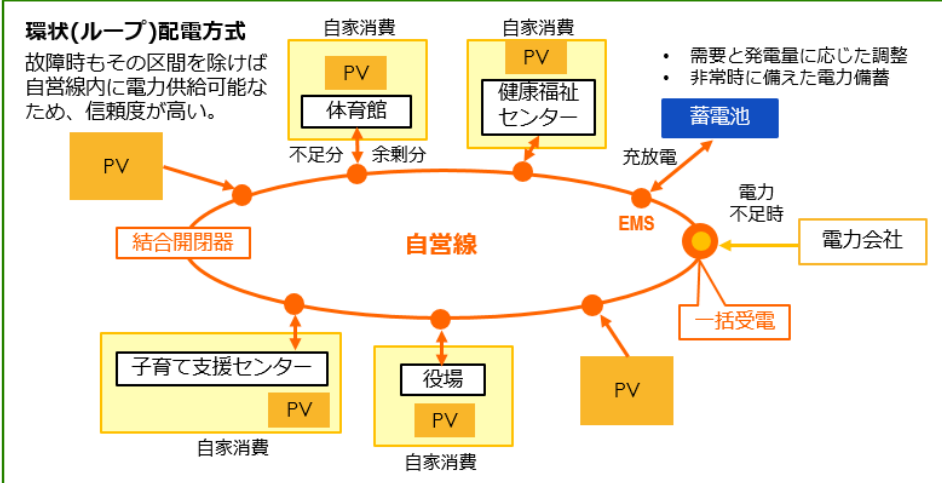 環状(ループ)配電方式
故障時もその区間を除けば
自営線内に電力供給可能な
ため、信頼度が高い。
自家消費
PV
体育館
不足分
余剰分
自家消費
PV
健康福祉
センター
• 需要と発電量に応じた調整
• 非常時に備えた電力備蓄
蓄電池
充放電
PV
EMS
電力
不足時
電力会社
結合開閉器
自営線
一括受電
子育て支援センター
PV
自家消費
役場
PV
自家消費
PV